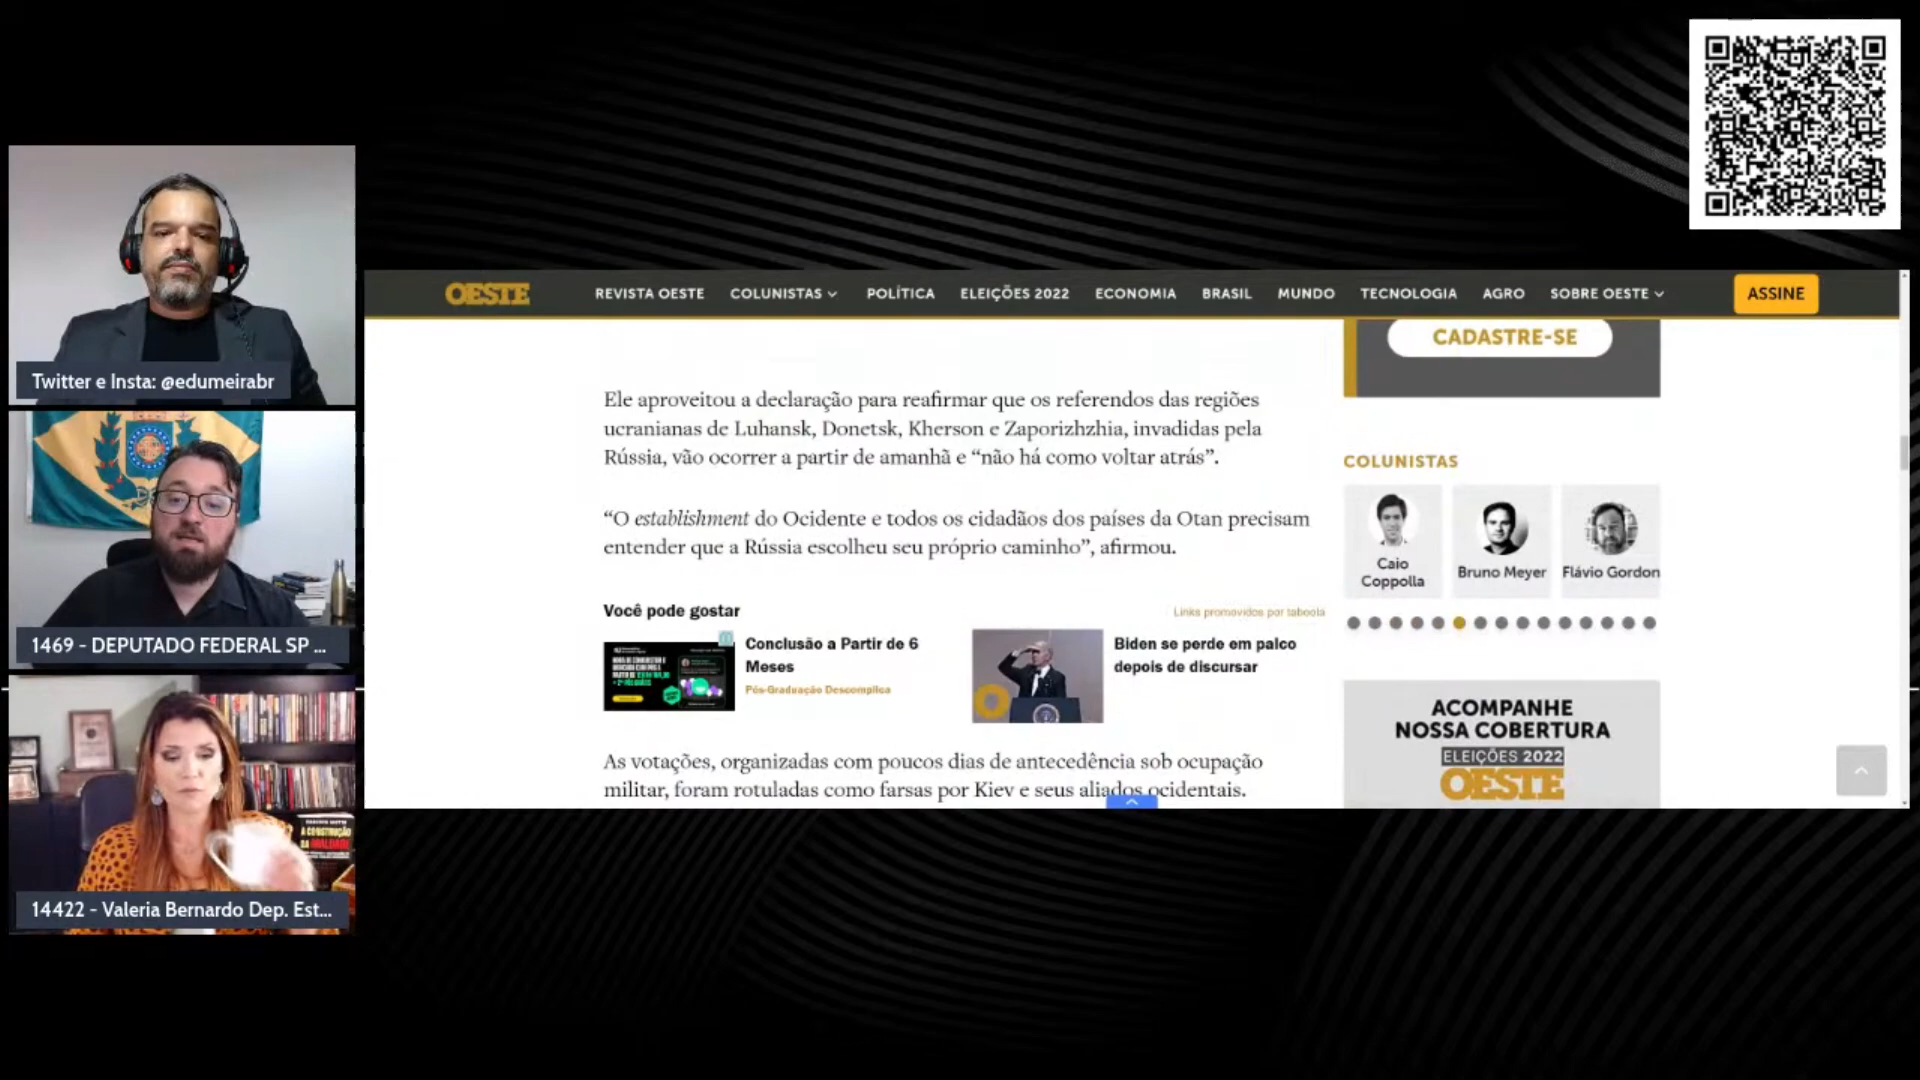 Twitter e Insta: @edumeirabr
1469 - DEPUTADO FEDERAL SP ...
A CONSTRUÇÃO
DA MALDADE
14422 - Valeria Bernardo Dep. Est...
OESTE
REVISTA OESTE
COLUNISTAS
POLÍTICA
ELEIÇÕES 2022
ECONOMIA
BRASIL
MUNDO
TECNOLOGIA
AGRO
SOBRE OESTE
ASSINE
Ele aproveitou a declaração para reafirmar que os referendos das regiões
ucranianas de Luhansk, Donetsk, Kherson e Zaporizhzhia, invadidas pela
Rússia, vão ocorrer a partir de amanhã e “não há como voltar atrás”.
“O establishment do Ocidente e todos os cidadãos dos países da Otan precisam
entender que a Rússia escolheu seu próprio caminho”, afirmou.
Você pode gostar
Links promovidos por taboola
Conclusão a Partir de 6
Meses
Pós-Graduação Descomplica
Biden se perde em palco
depois de discursar
As votações, organizadas com poucos dias de antecedência sob ocupação
militar, foram rotuladas como farsas por Kiev e seus aliados ocidentais.
CADASTRE-SE
COLUNISTAS
Caio
Coppolla
Bruno Meyer
Flávio Gordon
ACOMPANHE
NOSSA COBERTURA
ELEIÇÕES 2022
OESTE